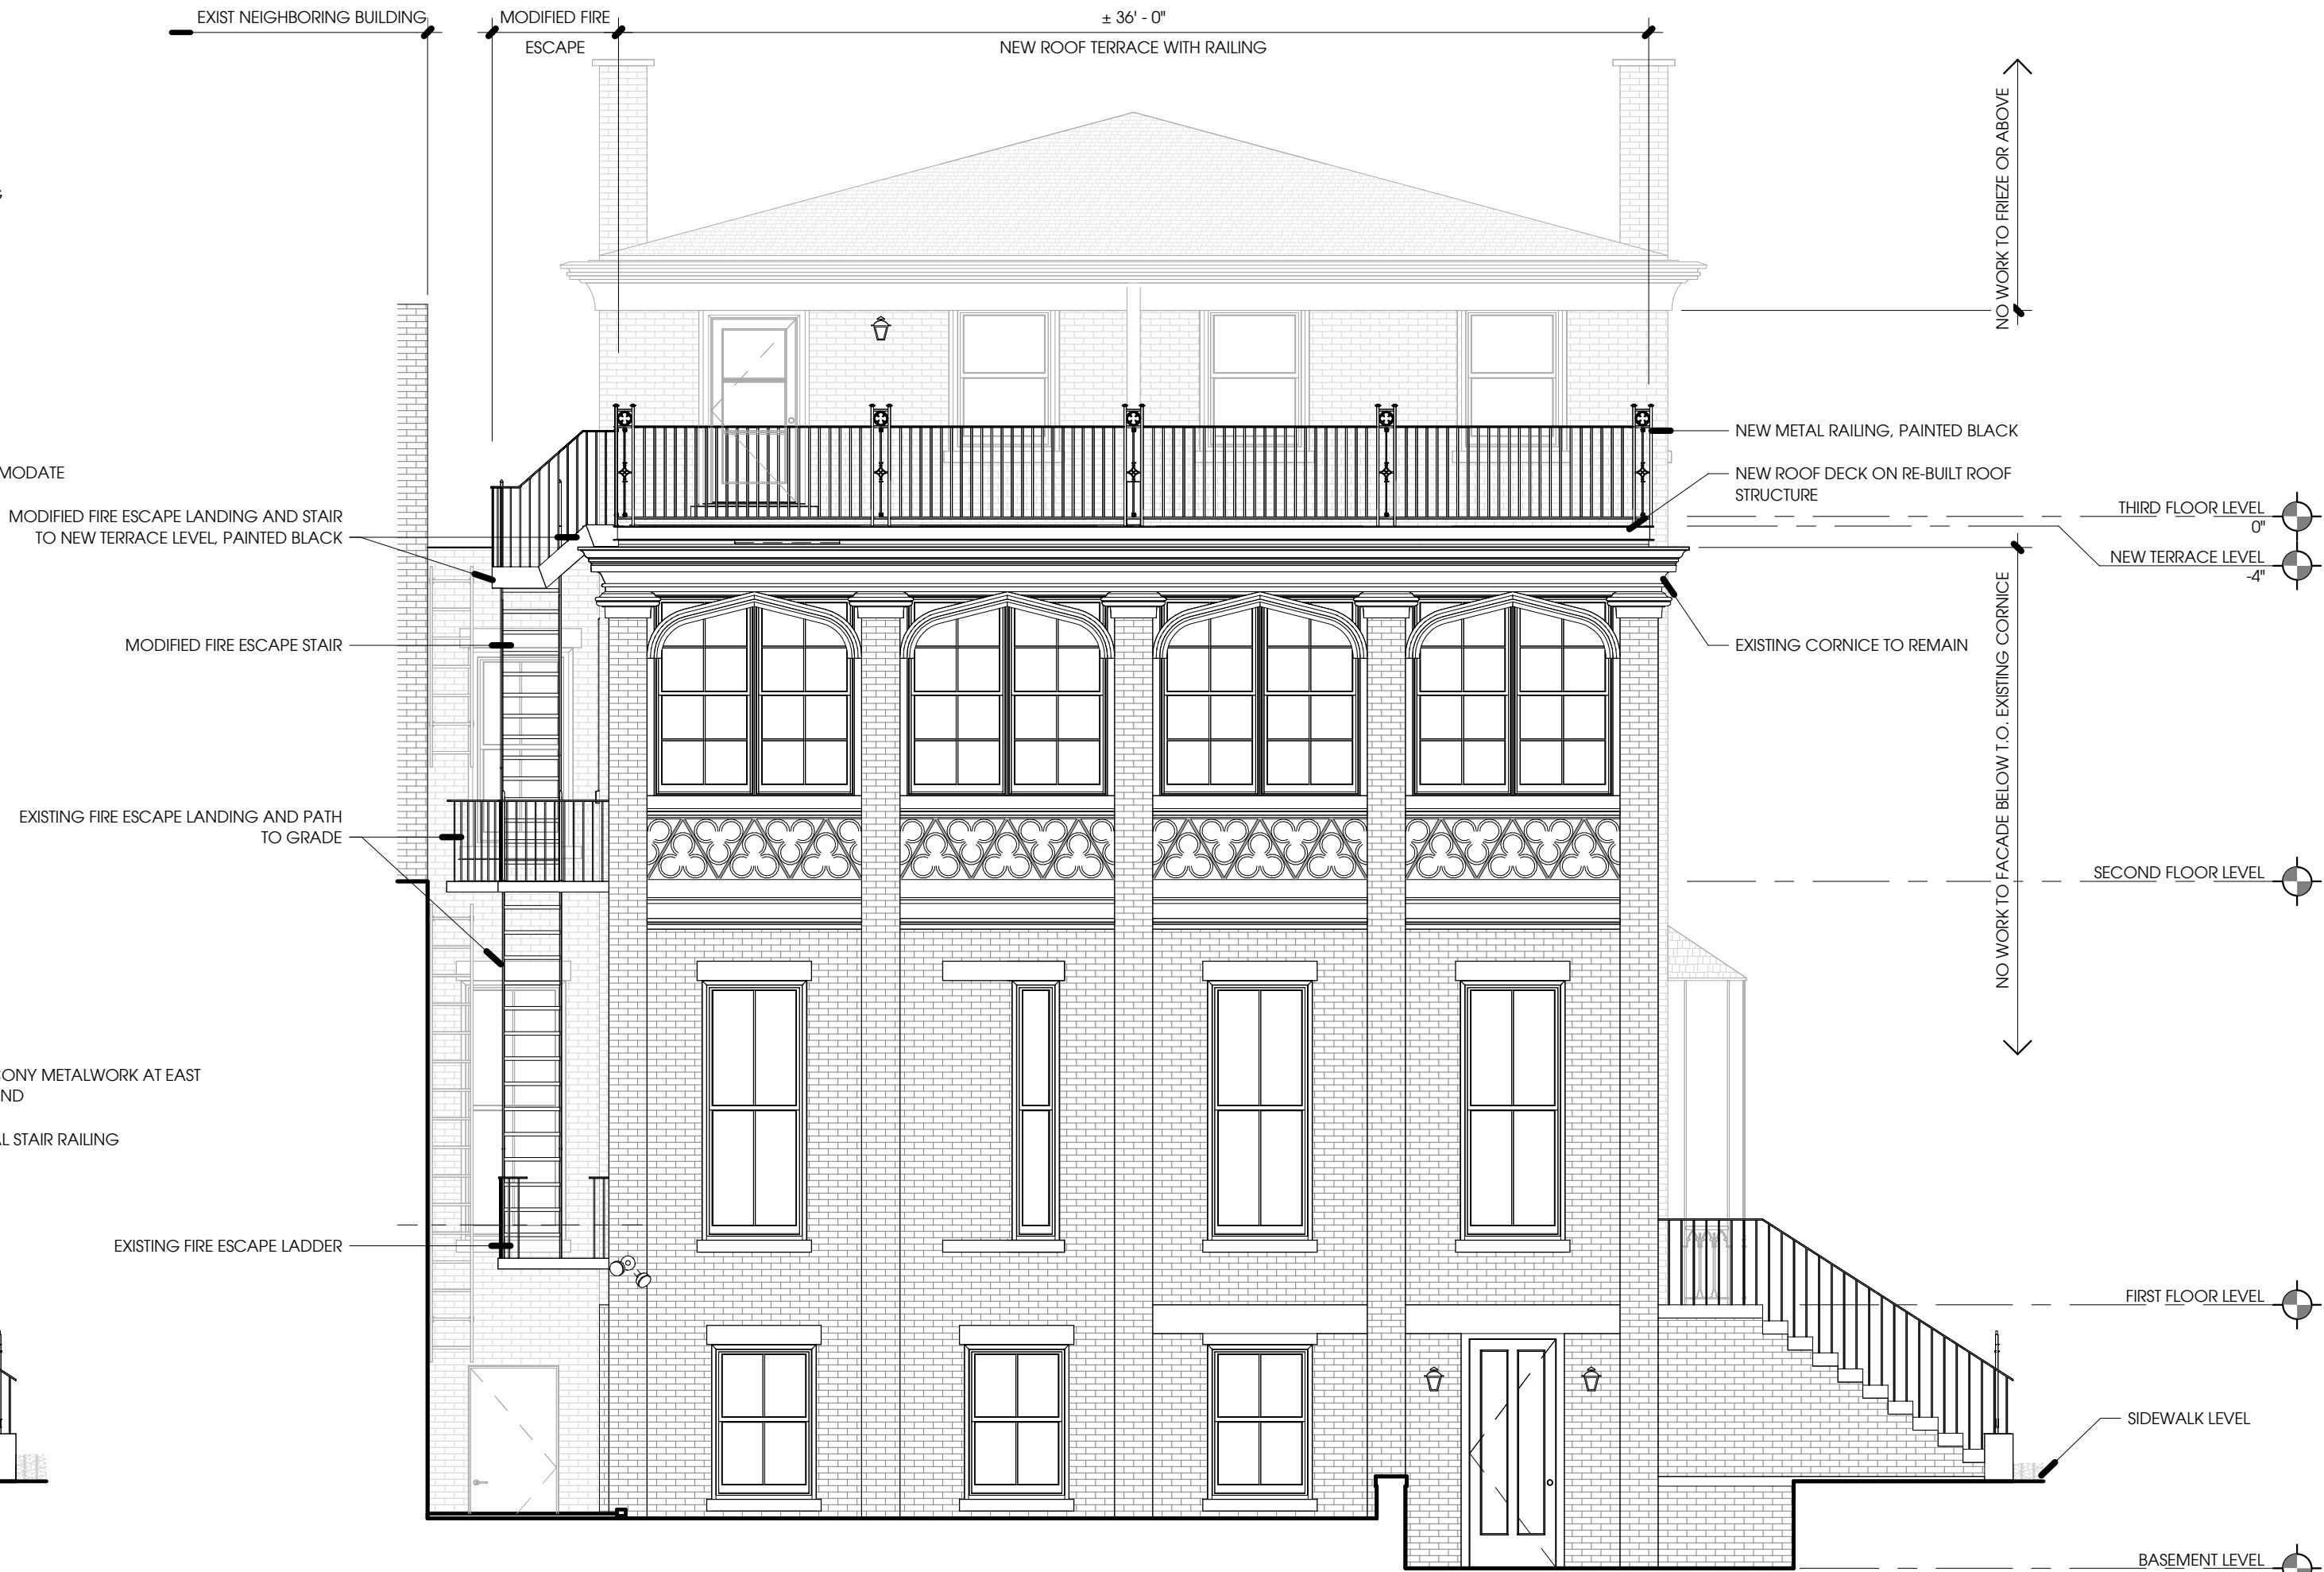 EXIST NEIGHBORING BUILDING
MODIFIED FIRE
ESCAPE
± 36' - 0"
NEW ROOF TERRACE WITH RAILING
NO WORK TO FRIEZE OR ABOVE
NEW METAL RAILING, PAINTED BLACK
MODATE
NEW ROOF DECK ON RE-BUILT ROOF
STRUCTURE
MODIFIED FIRE ESCAPE LANDING AND STAIR
TO NEW TERRACE LEVEL, PAINTED BLACK
THIRD FLOOR LEVEL
0"
NEW TERRACE LEVEL
-4"
MODIFIED FIRE ESCAPE STAIR
EXISTING CORNICE TO REMAIN
NO WORK TO FACADE BELOW T.O. EXISTING CORNICE
EXISTING FIRE ESCAPE LANDING AND PATH
TO GRADE
SECOND FLOOR LEVEL
CONY METALWORK AT EAST
ND
L STAIR RAILING
EXISTING FIRE ESCAPE LADDER
FIRST FLOOR LEVEL
SIDEWALK LEVEL
BASEMENT LEVEL